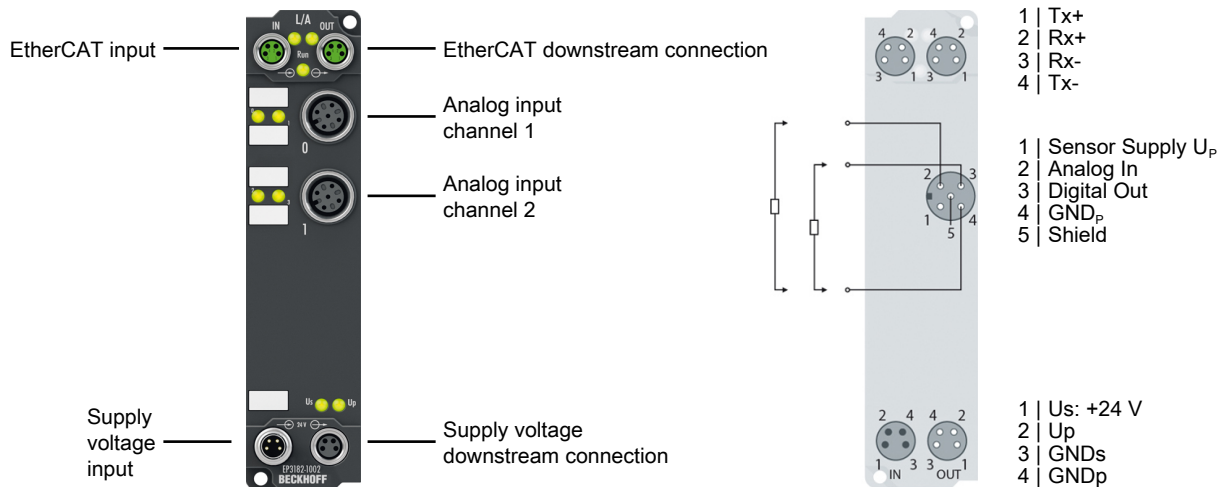 EtherCAT input
EtherCAT downstream connection
Analog input
channel 1
Analog input
channel 2
Supply
voltage
input
Supply voltage
downstream connection
L/A
IN OUT
Run
0
1
Us Up
24 V
EP3182-1002
BECKHOFF
4 2 4 2
3 1 3 1
2 3
1 4
5
2 4 4 2
1 3 3 1
IN OUT
1 | Tx+
2 | Rx+
3 | Rx-
4 | Tx-
1 | Sensor Supply UP
2 | Analog In
3 | Digital Out
4 | GNDP
5 | Shield
1 | Us: +24 V
2 | Up
3 | GNDs
4 | GNDp